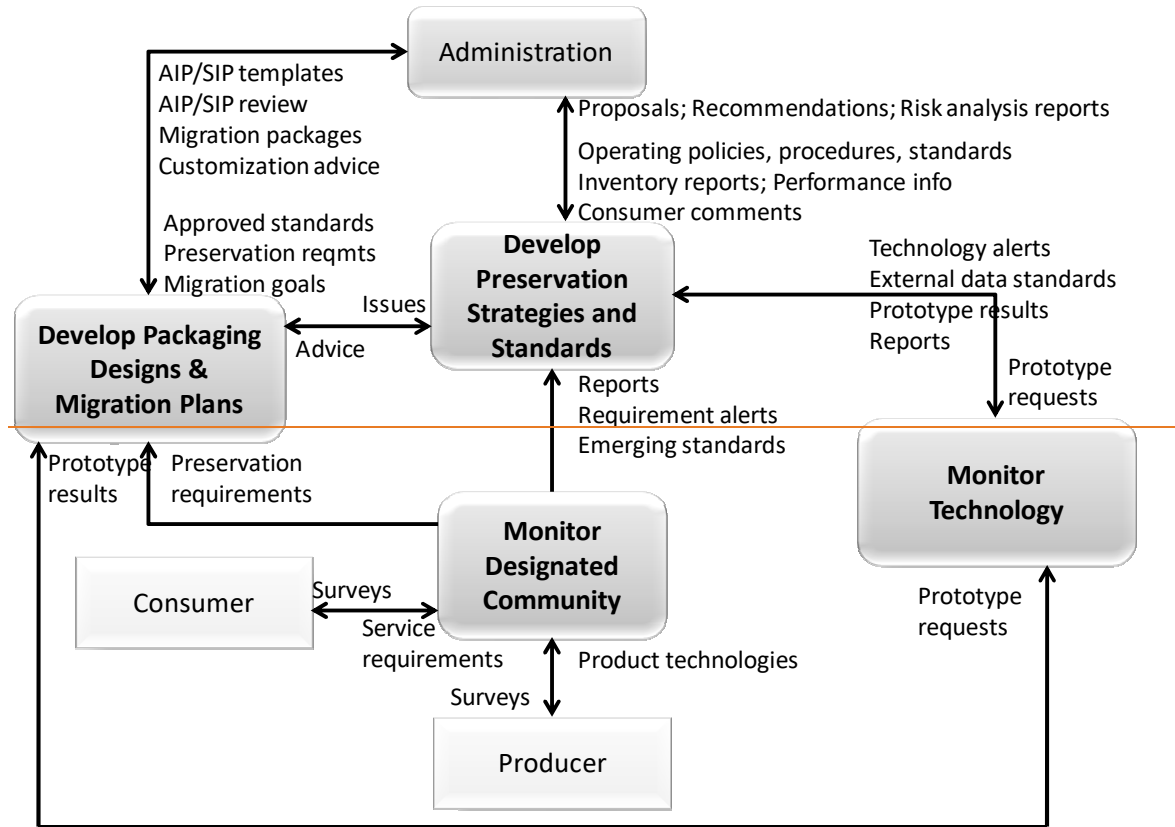 Administration
AIP/SIP templates
AIP/SIP review
Migration packages
Customization advice
Proposals; Recommendations; Risk analysis reports
Operating policies, procedures, standards
Inventory reports; Performance info
Consumer comments
Approved standards
Preservation reqmts
Migration goals
Develop
Preservation
Strategies and
Standards
Technology alerts
External data standards
Prototype results
Reports
Issues
Advice
Develop Packaging
Designs &
Migration Plans
Prototype
requests
Reports
Requirement alerts
Emerging standards
Prototype
results
Preservation
requirements
Monitor
Technology
Monitor
Designated
Community
Consumer
Surveys
Service
requirements
Prototype
requests
Product technologies
Surveys
Producer